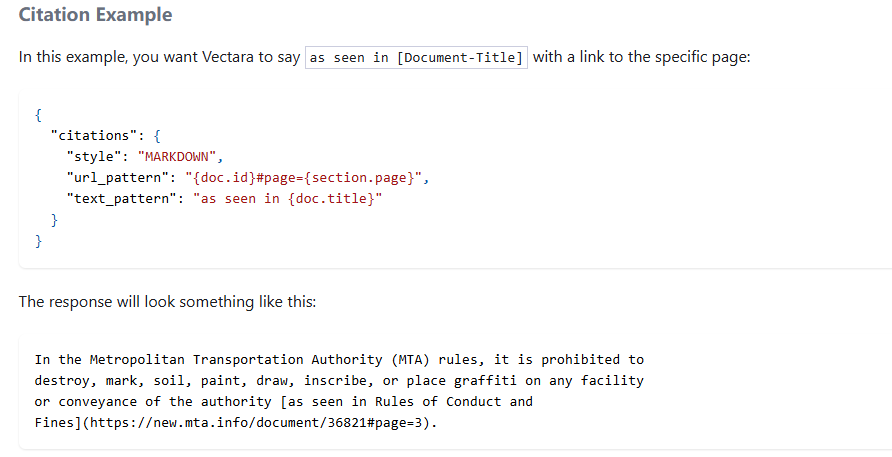 Citation Example
In this example, you want Vectara to say as seen in [Document-Title] with a link to the specific page:
{
  "citations": {
    "style": "MARKDOWN",
    "url_pattern": "{doc.id}#page={section.page}",
    "text_pattern": "as seen in {doc.title}"
  }
}
The response will look something like this:
In the Metropolitan Transportation Authority (MTA) rules, it is prohibited to
destroy, mark, soil, paint, draw, inscribe, or place graffiti on any facility
or conveyance of the authority [as seen in Rules of Conduct and
Fines](https://new.mta.info/document/36821#page=3).